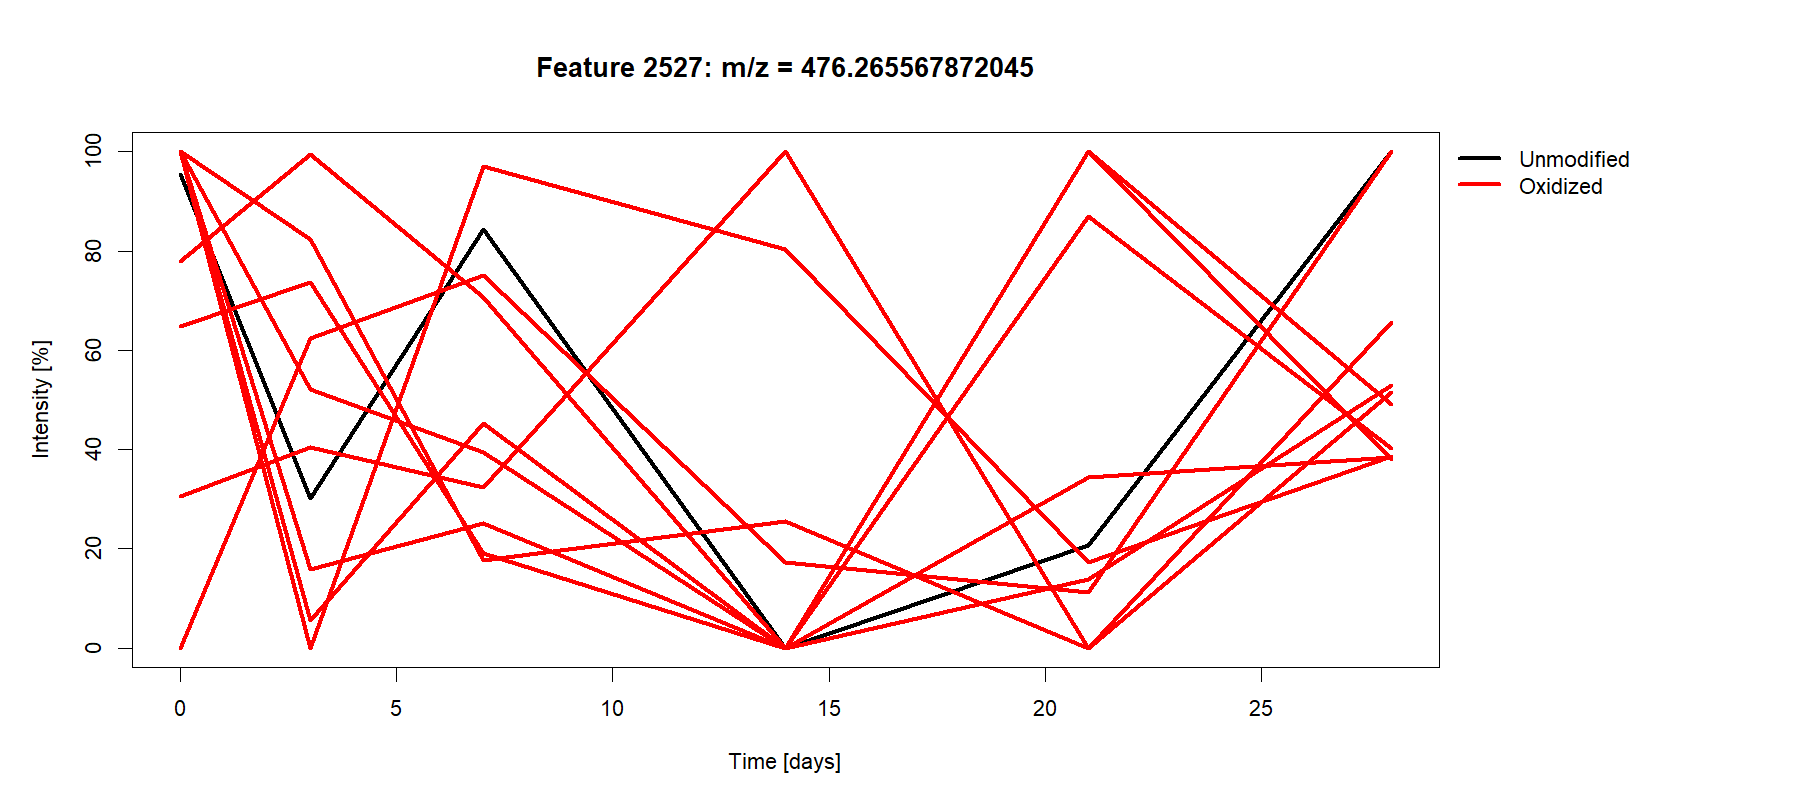 Feature 2527: m/z = 476.265567872045
Unmodified
Oxidized
Intensity [%]
100
80
60
40
20
0
0 5 10 15 20 25
Time [days]